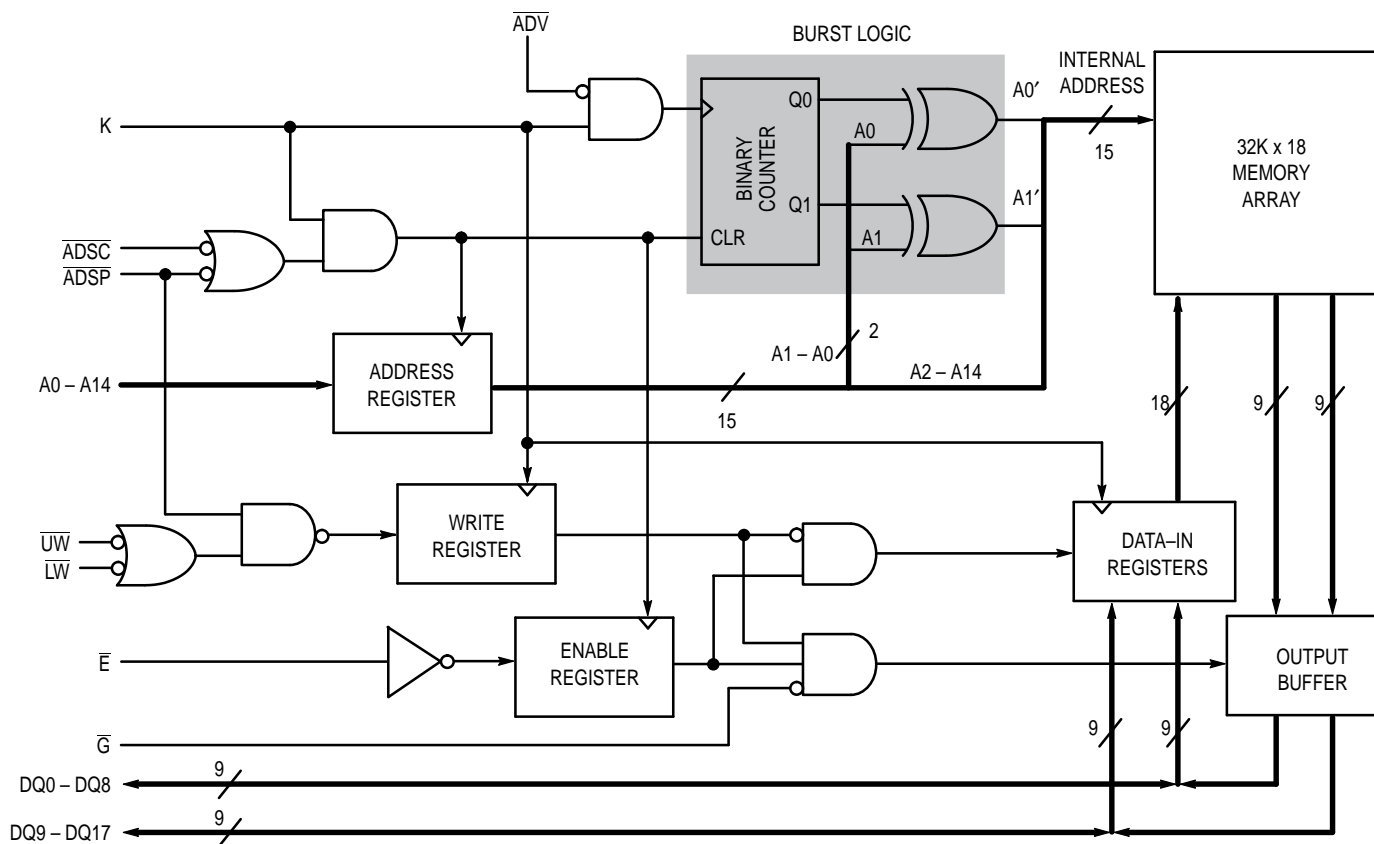 ADV
BURST LOGIC
K
BINARY
COUNTER
Q0
A0
A0′
INTERNAL
ADDRESS
15
32K x 18
MEMORY
ARRAY
Q1
A1
A1′
CLR
ADSC
ADSP
A0 – A14
ADDRESS
REGISTER
15
A1 – A0
2
A2 – A14
18
9
9
UW
LW
WRITE
REGISTER
DATA–IN
REGISTERS
E
ENABLE
REGISTER
OUTPUT
BUFFER
G
9
9
DQ0 – DQ8
9
DQ9 – DQ17
9